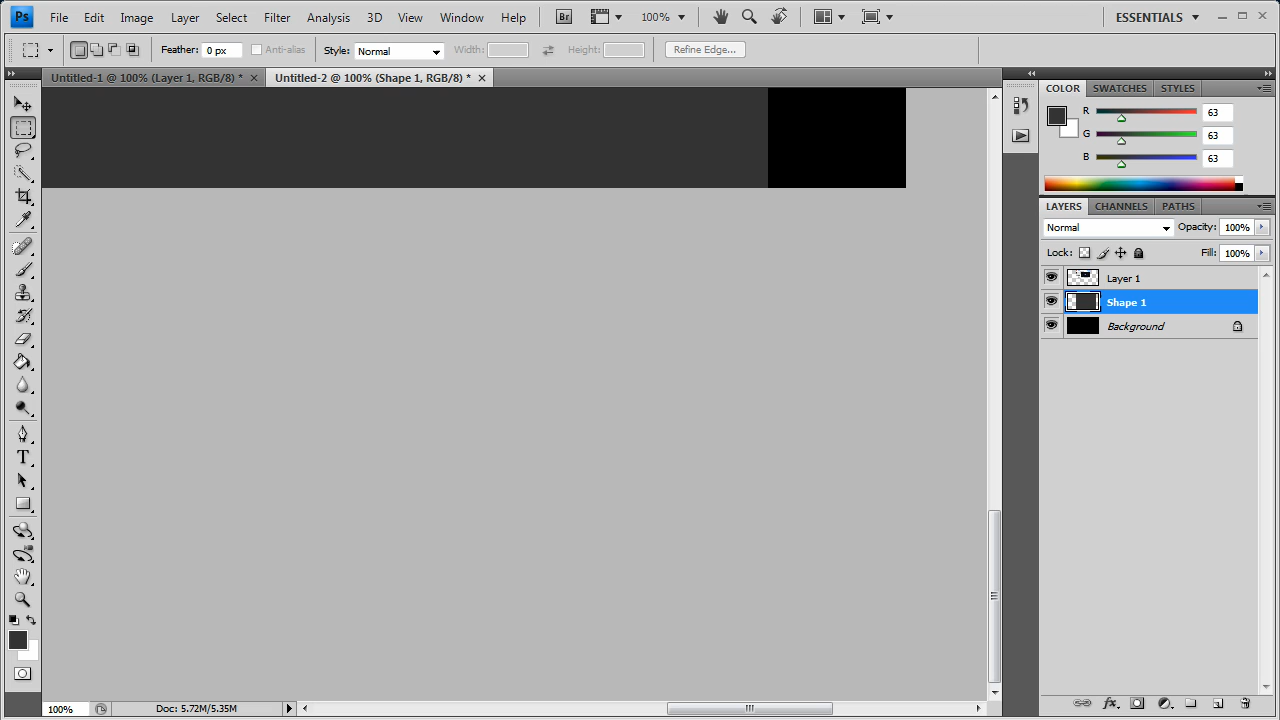 Ps File Edit Image Layer Select Filter Analysis 3D View Window Help Br 100% ESSENTIALS
Feather: 0 px Anti-alias Style: Normal Width: Height: Refine Edge...
Untitled-1 @ 100% (Layer 1, RGB/8) * Untitled-2 @ 100% (Shape 1, RGB/8) *
COLOR SWATCHES STYLES
R 63
G 63
B 63
LAYERS CHANNELS PATHS
Normal Opacity: 100%
Lock: Fill: 100%
Layer 1
Shape 1
Background
T
fx
100% Doc: 5.72M/5.35M